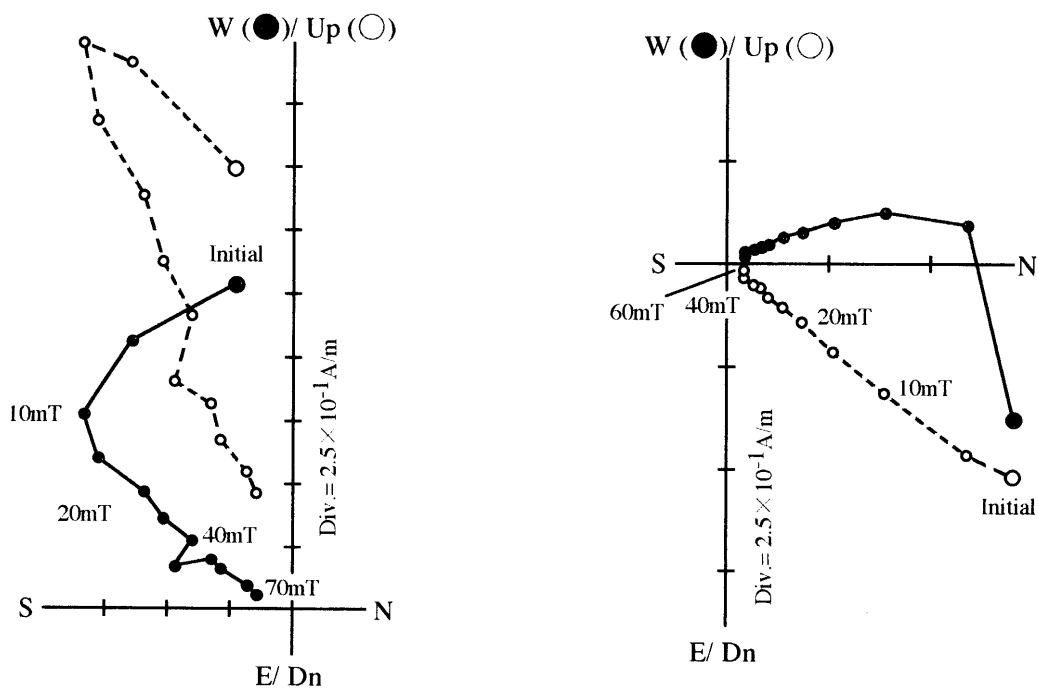 W (●)/ Up (○)
Initial
10mT
20mT
40mT
70mT
Div.= 2.5×10⁻¹A/m
S
N
E/ Dn
W (●)/ Up (○)
S
N
60mT
40mT
20mT
10mT
Initial
Div.= 2.5×10⁻¹A/m
E/ Dn